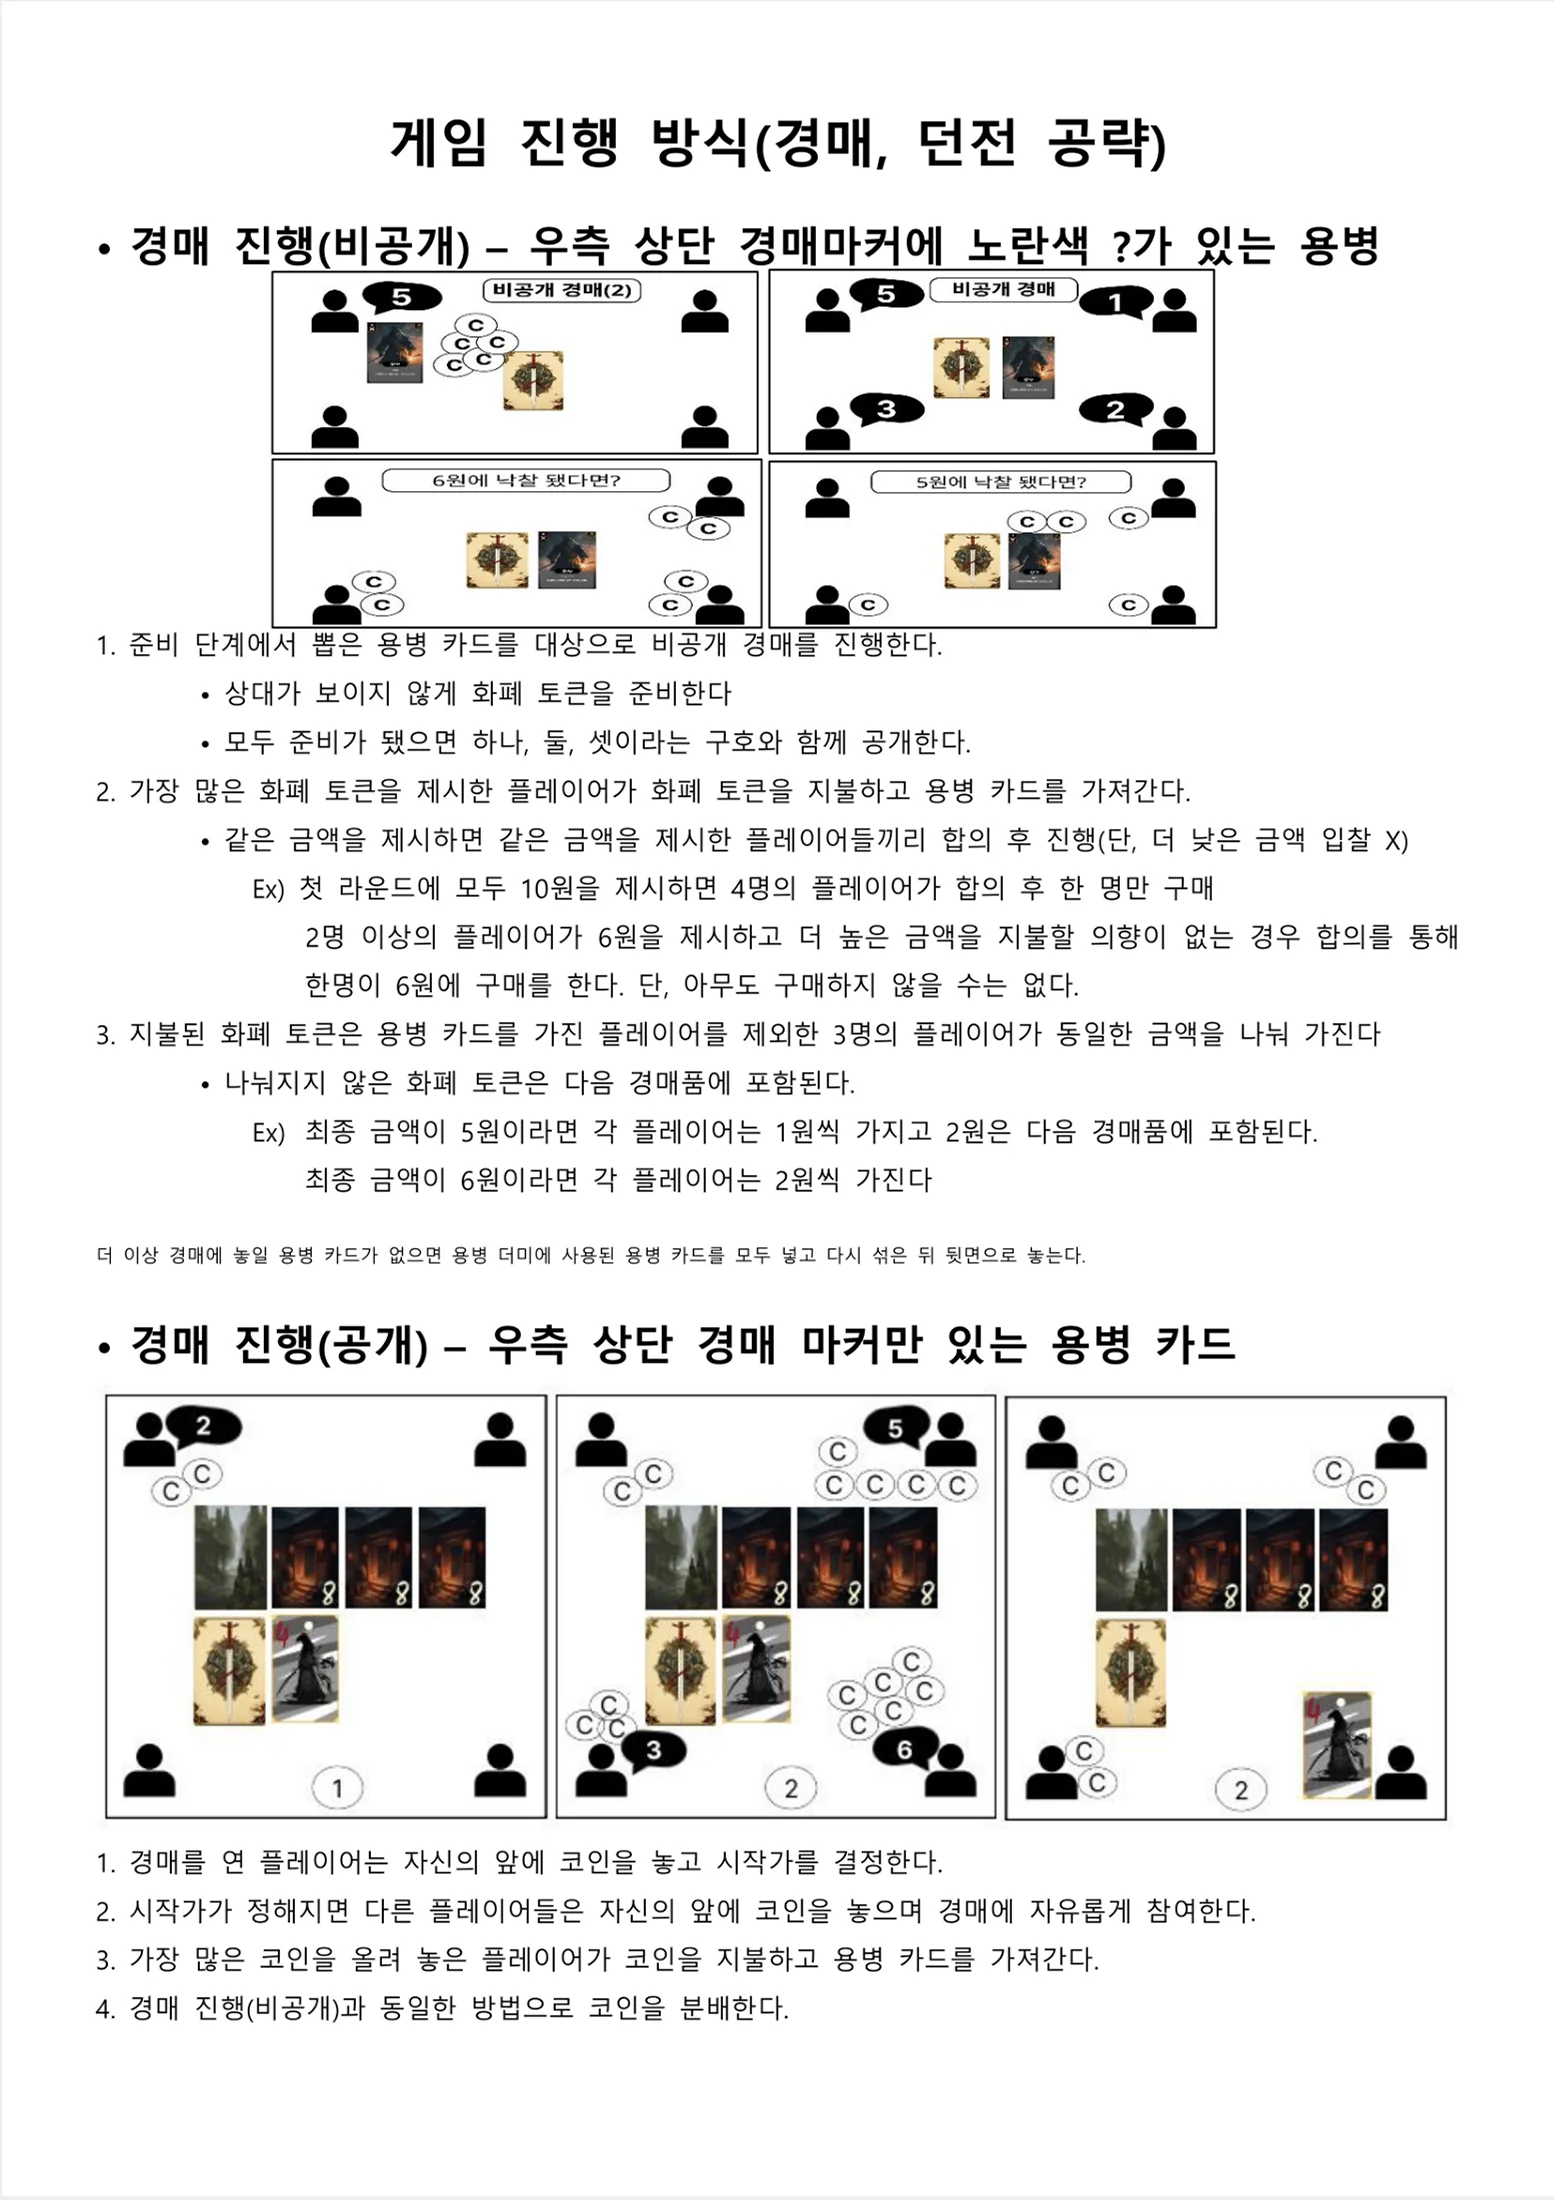 게임 진행 방식(경매, 던전 공략)
• 경매 진행(비공개) – 우측 상단 경매마커에 노란색 ?가 있는 용병
5 비공개 경매(2)
C
C C
C C
5 비공개 경매 1
3 2
6원에 낙찰 됐다면?
C
C
C C
C C
5원에 낙찰 됐다면?
C C C
C C
1. 준비 단계에서 뽑은 용병 카드를 대상으로 비공개 경매를 진행한다.
• 상대가 보이지 않게 화폐 토큰을 준비한다
• 모두 준비가 됐으면 하나, 둘, 셋이라는 구호와 함께 공개한다.
2. 가장 많은 화폐 토큰을 제시한 플레이어가 화폐 토큰을 지불하고 용병 카드를 가져간다.
• 같은 금액을 제시하면 같은 금액을 제시한 플레이어들끼리 합의 후 진행(단, 더 낮은 금액 입찰 X)
Ex) 첫 라운드에 모두 10원을 제시하면 4명의 플레이어가 합의 후 한 명만 구매
2명 이상의 플레이어가 6원을 제시하고 더 높은 금액을 지불할 의향이 없는 경우 합의를 통해
한명이 6원에 구매를 한다. 단, 아무도 구매하지 않을 수는 없다.
3. 지불된 화폐 토큰은 용병 카드를 가진 플레이어를 제외한 3명의 플레이어가 동일한 금액을 나눠 가진다
• 나눠지지 않은 화폐 토큰은 다음 경매품에 포함된다.
Ex) 최종 금액이 5원이라면 각 플레이어는 1원씩 가지고 2원은 다음 경매품에 포함된다.
최종 금액이 6원이라면 각 플레이어는 2원씩 가진다
더 이상 경매에 놓일 용병 카드가 없으면 용병 더미에 사용된 용병 카드를 모두 넣고 다시 섞은 뒤 뒷면으로 놓는다.
• 경매 진행(공개) – 우측 상단 경매 마커만 있는 용병 카드
2
C C
8 8 8
4
1
5
C C
C
C C C C
8 8 8
4
C
C C
3
C
C C
C C
C
6
2
C C
C C
8 8 8
4
C
C
2
1. 경매를 연 플레이어는 자신의 앞에 코인을 놓고 시작가를 결정한다.
2. 시작가가 정해지면 다른 플레이어들은 자신의 앞에 코인을 놓으며 경매에 자유롭게 참여한다.
3. 가장 많은 코인을 올려 놓은 플레이어가 코인을 지불하고 용병 카드를 가져간다.
4. 경매 진행(비공개)과 동일한 방법으로 코인을 분배한다.